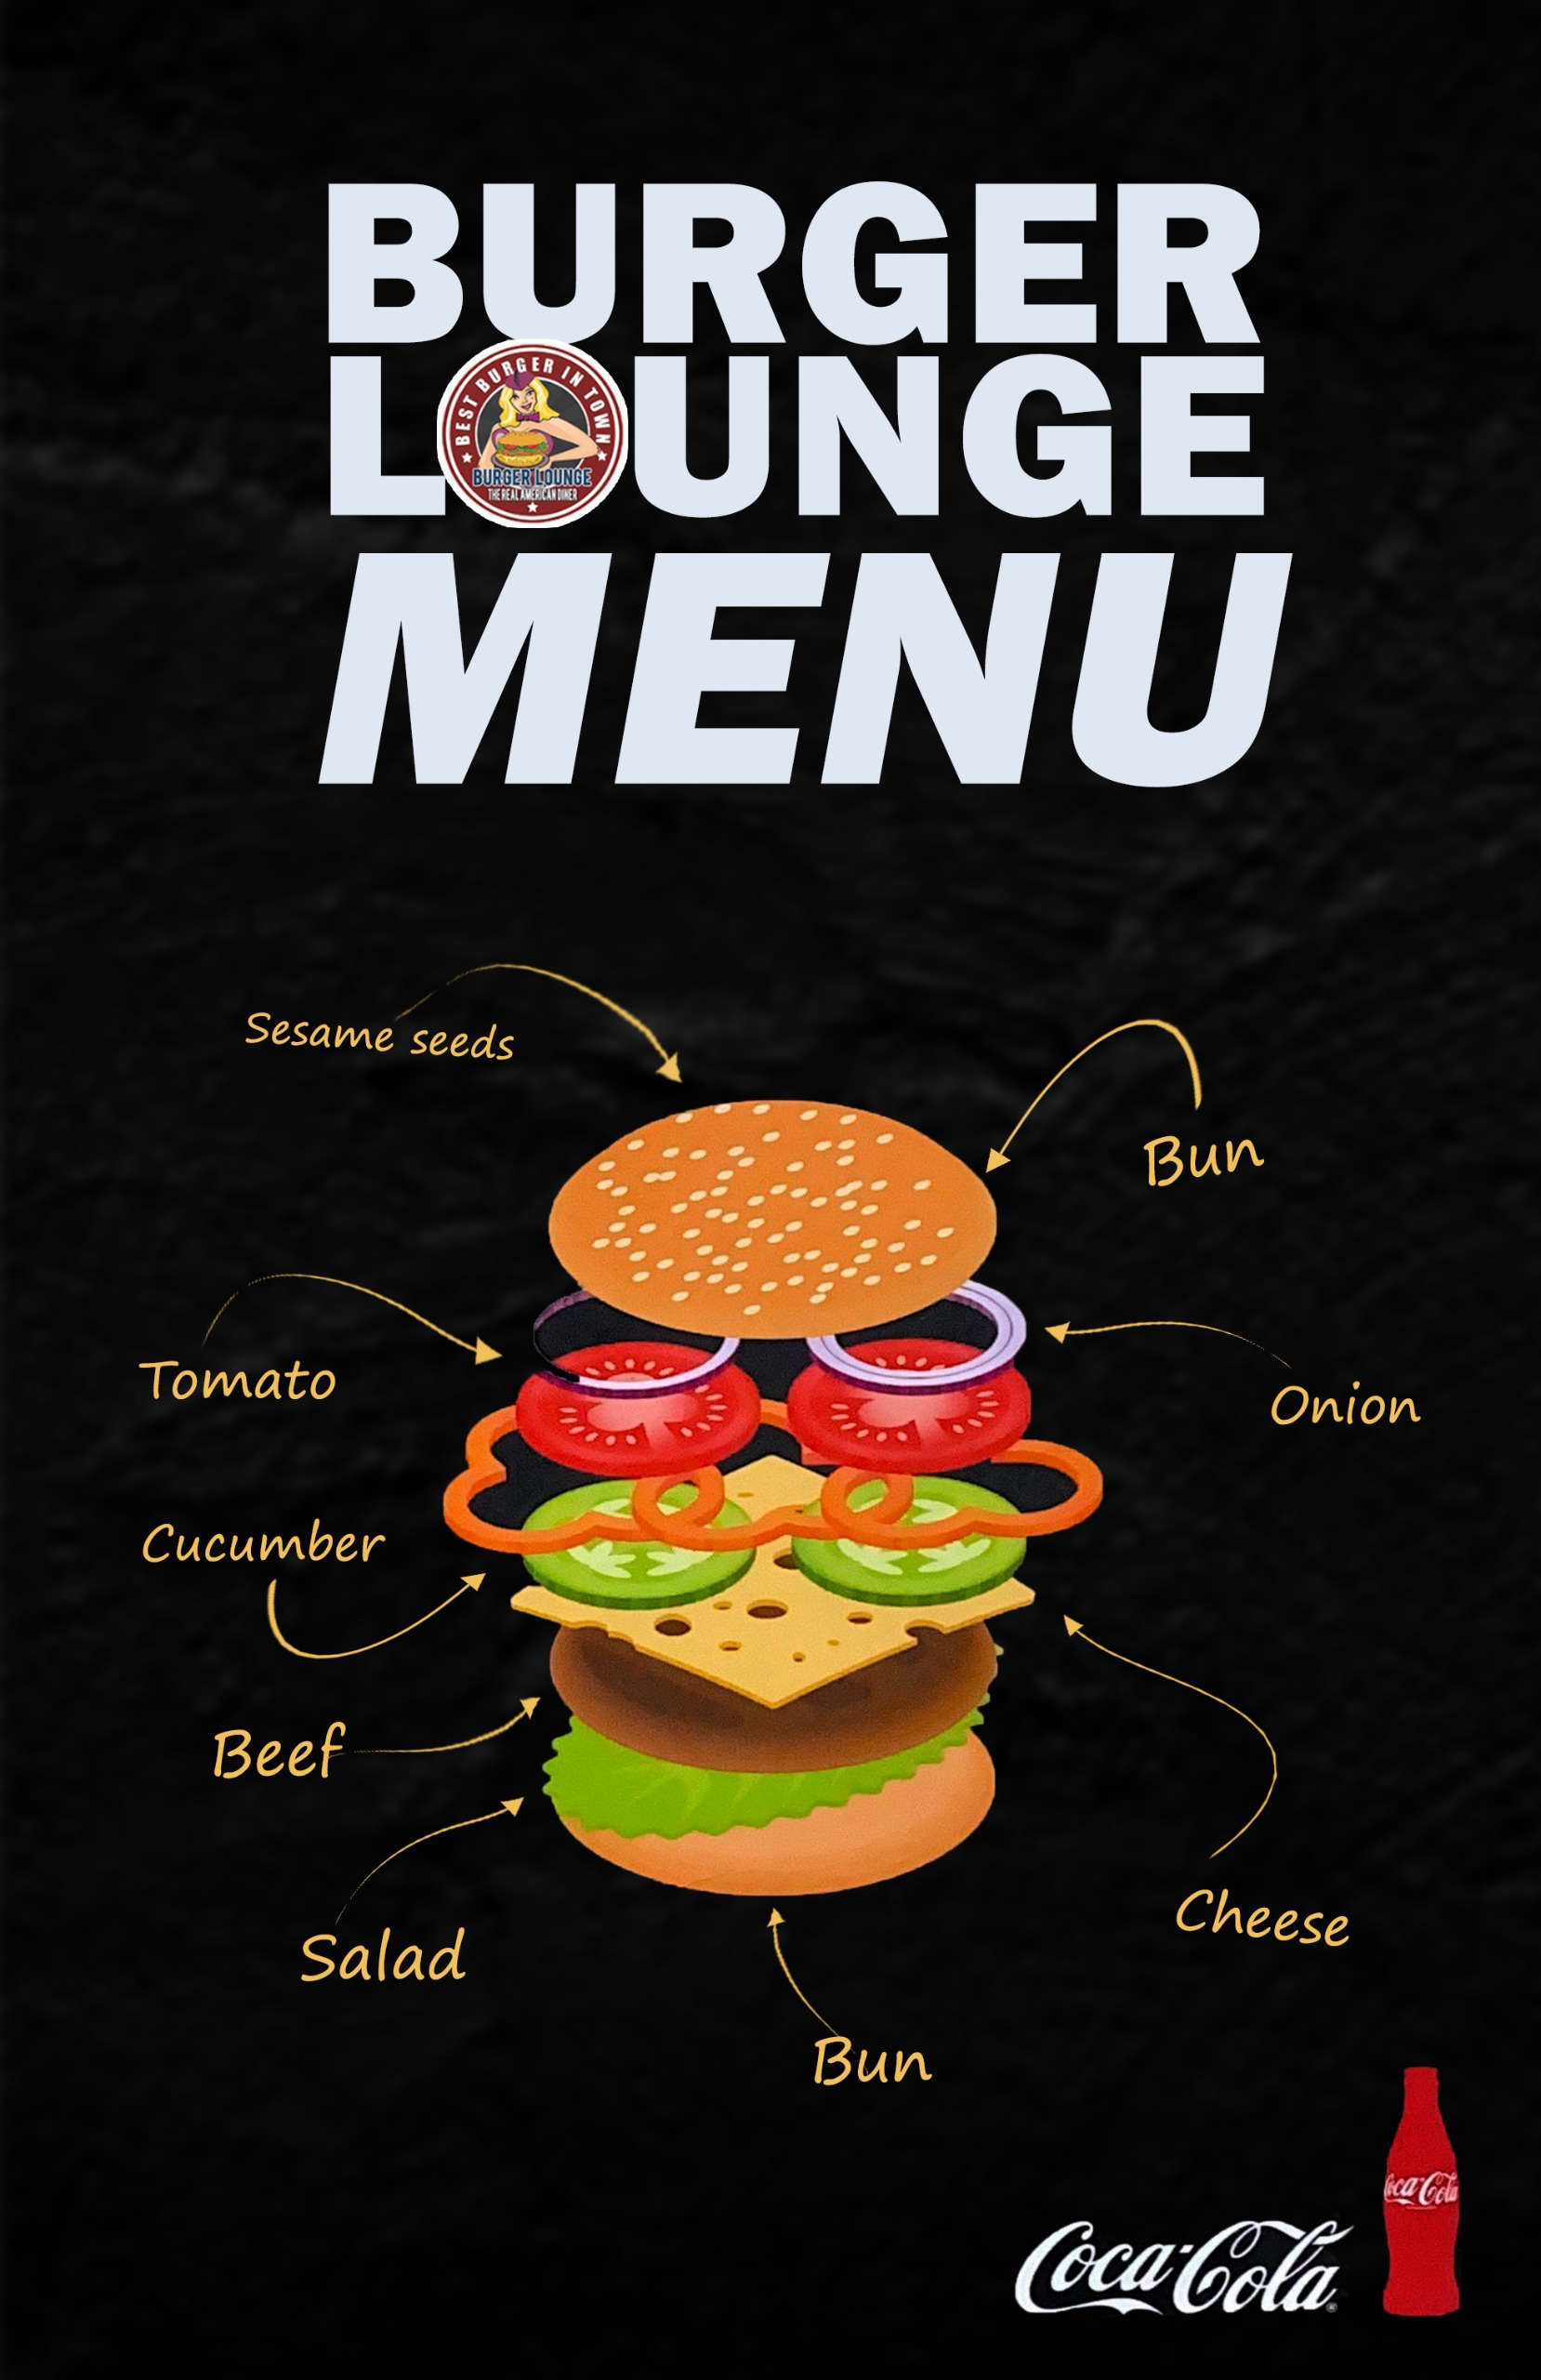 BURGER
LOUNGE
BEST BURGER IN TOWN
BURGER LOUNGE
THE REAL AMERICAN DINER
MENU
Sesame seeds
Bun
Tomato
Onion
Cucumber
Beef
Salad
Cheese
Bun
Coca-Cola
Coca-Cola®